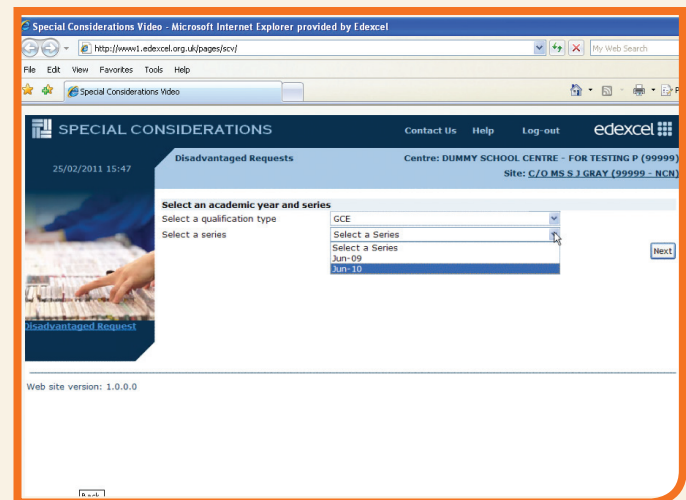 Special Considerations Video - Microsoft Internet Explorer provided by Edexcel
http://www1.edexcel.org.uk/pages/scv/
My Web Search
File Edit View Favorites Tools Help
Special Considerations Video
SPECIAL CONSIDERATIONS
Contact Us Help Log-out
edexcel
25/02/2011 15:47
Disadvantaged Requests
Centre: DUMMY SCHOOL CENTRE - FOR TESTING P (99999)
Site: C/O MS S J GRAY (99999 - NCN)
Select an academic year and series
Select a qualification type
GCE
Select a series
Select a Series
Select a Series
Jun-09
Jun-10
Next
Disadvantaged Request
Web site version: 1.0.0.0